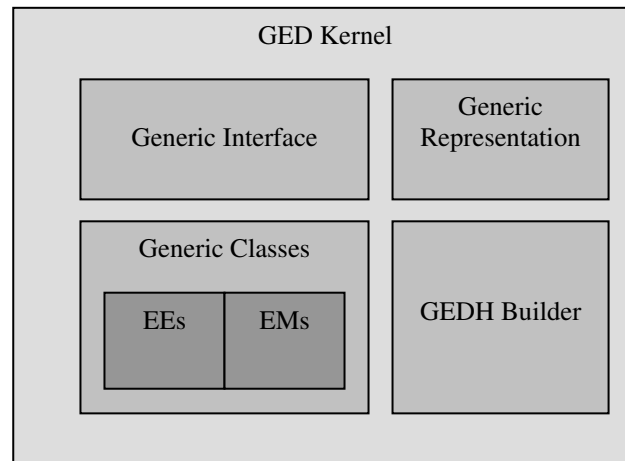 GED Kernel
Generic Interface
Generic
Representation
Generic Classes
EEs
EMs
GEDH Builder